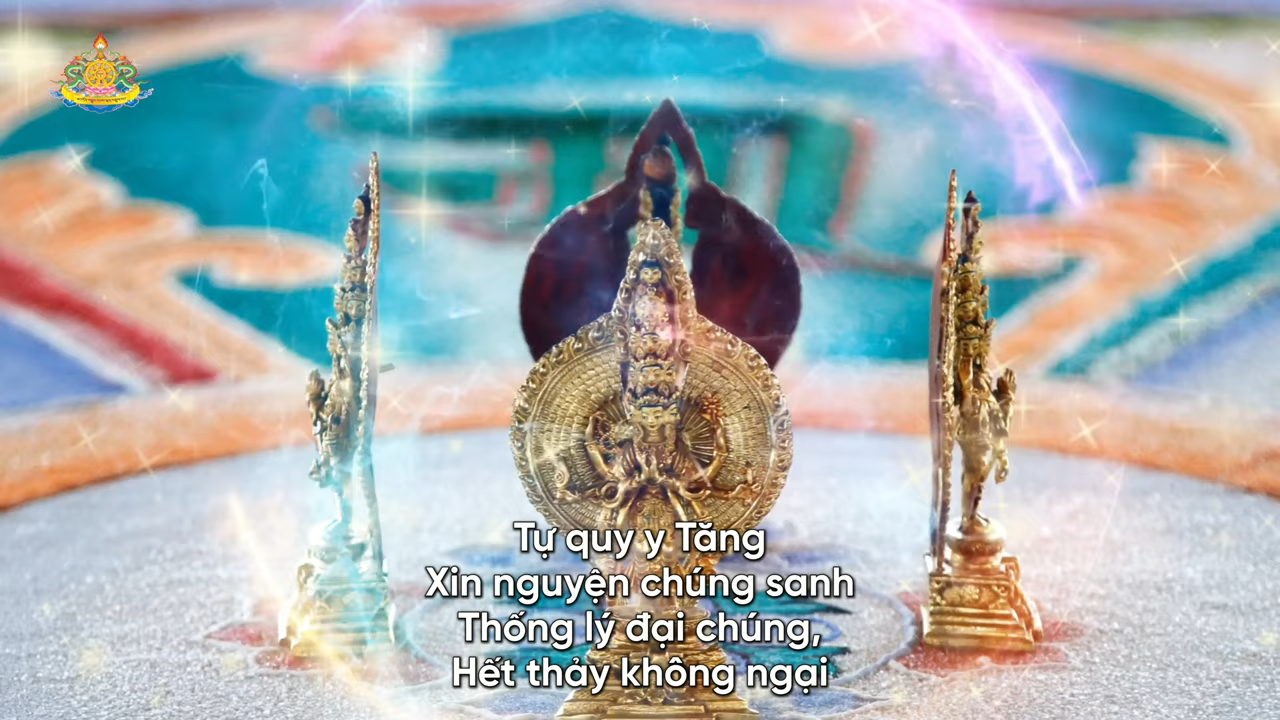 Tự quy y Tăng
Xin nguyện chúng sanh
Thống lý đại chúng,
Hết thảy không ngại